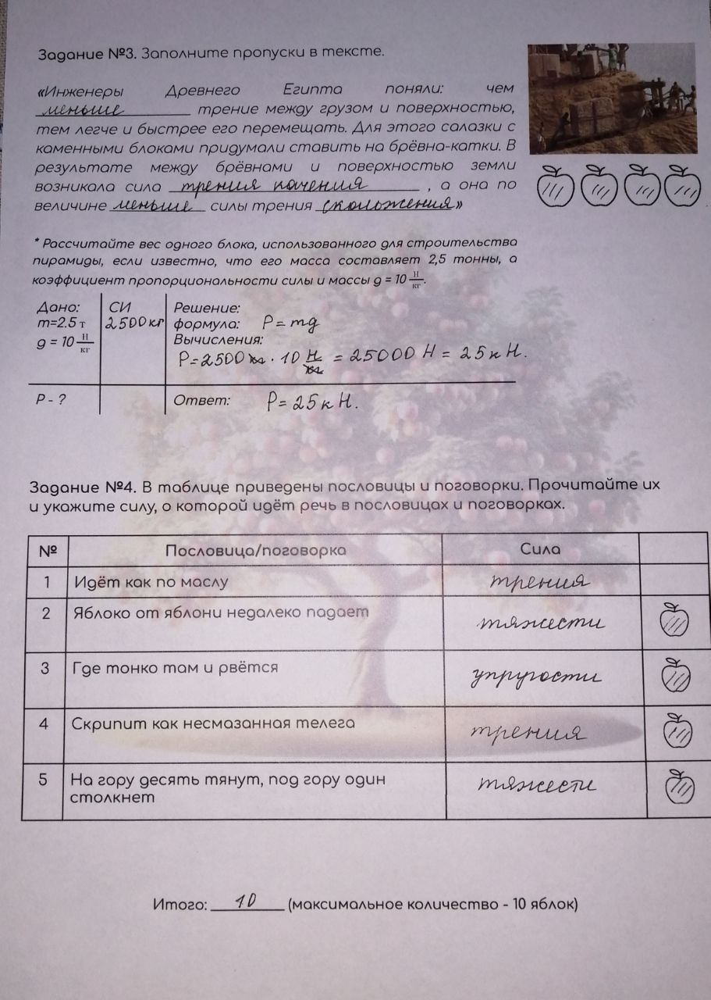 Задание №3. Заполните пропуски в тексте.
«Инженеры Древнего Египта поняли: чем
меньше трение между грузом и поверхностью,
тем легче и быстрее его перемещать. Для этого салазки с
каменными блоками придумали ставить на брёвна-катки. В
результате между брёвнами и поверхностью земли
возникала сила трения качения, а она по
величине меньше силы трения скольжения»
* Рассчитайте вес одного блока, использованного для строительства
пирамиды, если известно, что его масса составляет 2,5 тонны, а
коэффициент пропорциональности силы и массы g = 10 Н/кг.
Дано: СИ Решение:
m=2.5 т 2500кг формула: P = mg
g = 10 Н/кг Вычисления:
P=2500 кг · 10 Н/кг = 25000 Н = 25 кН.
P - ? Ответ: P = 25 кН.
Задание №4. В таблице приведены пословицы и поговорки. Прочитайте их
и укажите силу, о которой идёт речь в пословицах и поговорках.
№ Пословица/поговорка Сила
1 Идёт как по маслу трения
2 Яблоко от яблони недалеко падает тяжести
3 Где тонко там и рвётся упругости
4 Скрипит как несмазанная телега трения
5 На гору десять тянут, под гору один тяжести
столкнет
Итого: 10 (максимальное количество - 10 яблок)